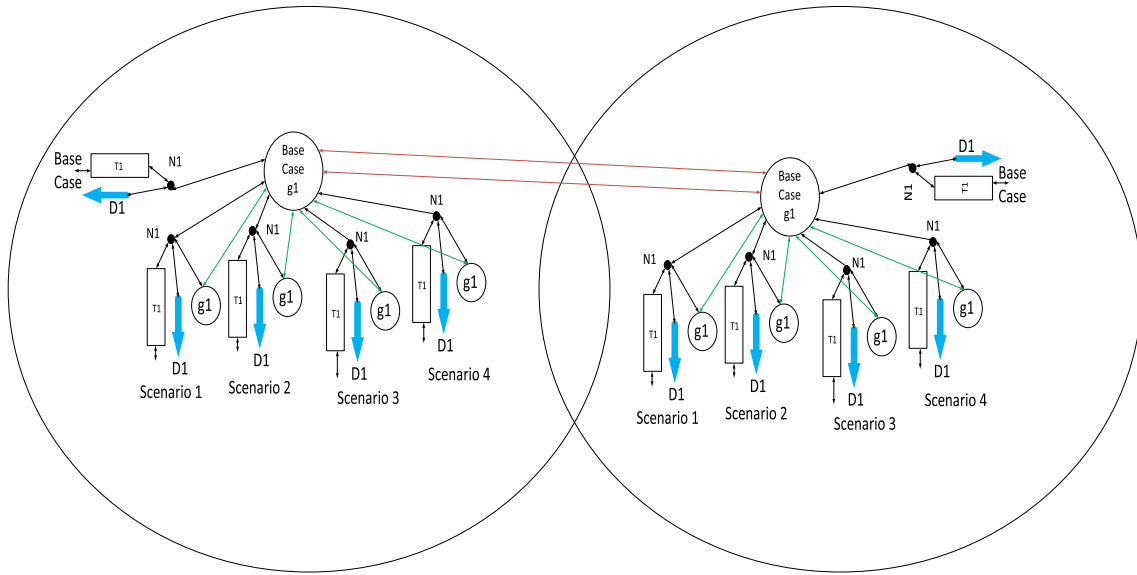 Base
Case
T1
N1
D1
Base
Case
g1
N1
T1
g1
D1
Scenario 1
N1
T1
g1
D1
Scenario 2
N1
T1
g1
D1
Scenario 3
N1
T1
g1
D1
Scenario 4
Base
Case
g1
D1
N1
T1
Base
Case
N1
T1
g1
D1
Scenario 1
N1
T1
g1
D1
Scenario 2
N1
T1
g1
D1
Scenario 3
N1
T1
g1
D1
Scenario 4